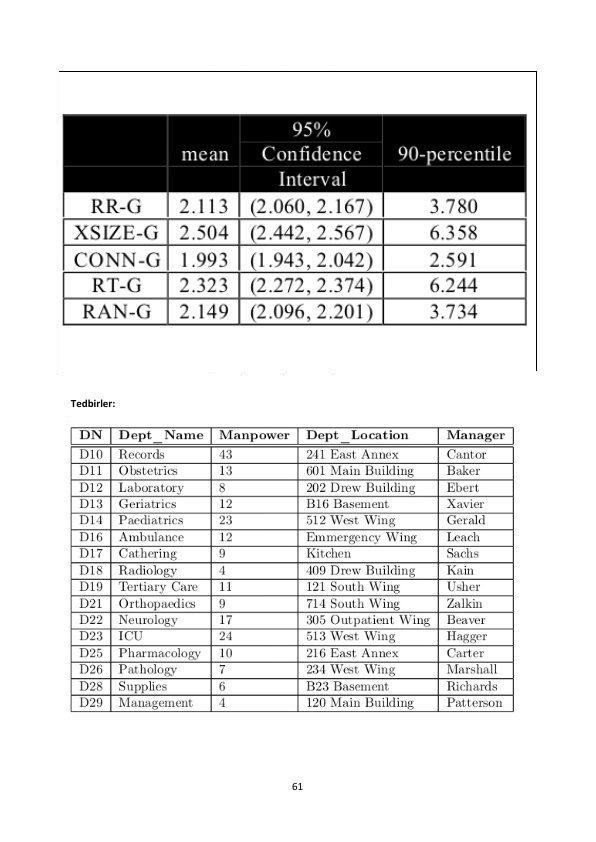 95%
mean Confidence 90-percentile
Interval
RR-G 2.113 (2.060, 2.167) 3.780
XSIZE-G 2.504 (2.442, 2.567) 6.358
CONN-G 1.993 (1.943, 2.042) 2.591
RT-G 2.323 (2.272, 2.374) 6.244
RAN-G 2.149 (2.096, 2.201) 3.734
Tedbirler:
DN Dept_Name Manpower Dept_Location Manager
D10 Records 43 241 East Annex Cantor
D11 Obstetrics 13 601 Main Building Baker
D12 Laboratory 8 202 Drew Building Ebert
D13 Geriatrics 12 B16 Basement Xavier
D14 Paediatrics 23 512 West Wing Gerald
D16 Ambulance 12 Emmergency Wing Leach
D17 Cathering 9 Kitchen Sachs
D18 Radiology 4 409 Drew Building Kain
D19 Tertiary Care 11 121 South Wing Usher
D21 Orthopaedics 9 714 South Wing Zalkin
D22 Neurology 17 305 Outpatient Wing Beaver
D23 ICU 24 513 West Wing Hagger
D25 Pharmacology 10 216 East Annex Carter
D26 Pathology 7 234 West Wing Marshall
D28 Supplies 6 B23 Basement Richards
D29 Management 4 120 Main Building Patterson
61